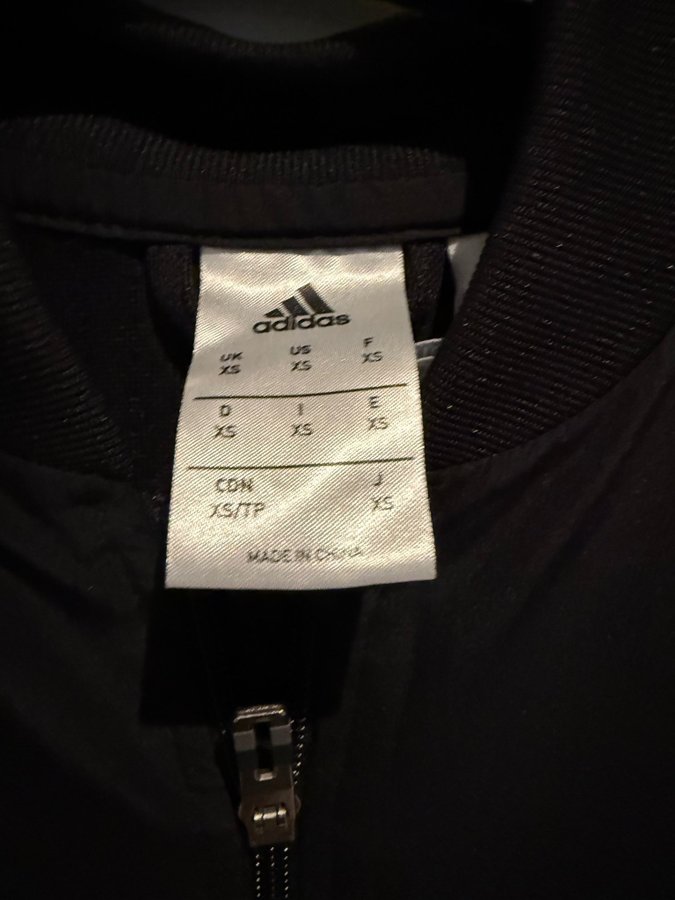 adidas
UK US F
XS XS XS
D I E
XS XS XS
CDN J
XS/TP XS
MADE IN CHINA